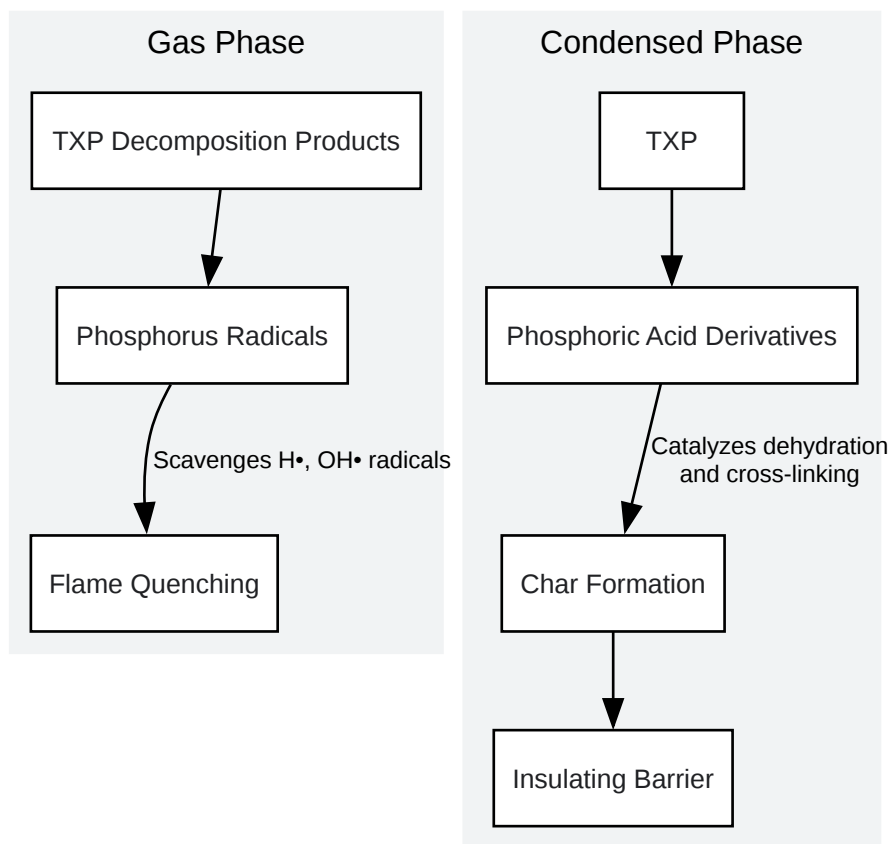 Gas Phase
TXP Decomposition Products
Phosphorus Radicals
Scavenges H•, OH• radicals
Flame Quenching
Condensed Phase
TXP
Phosphoric Acid Derivatives
Catalyzes dehydration
and cross-linking
Char Formation
Insulating Barrier